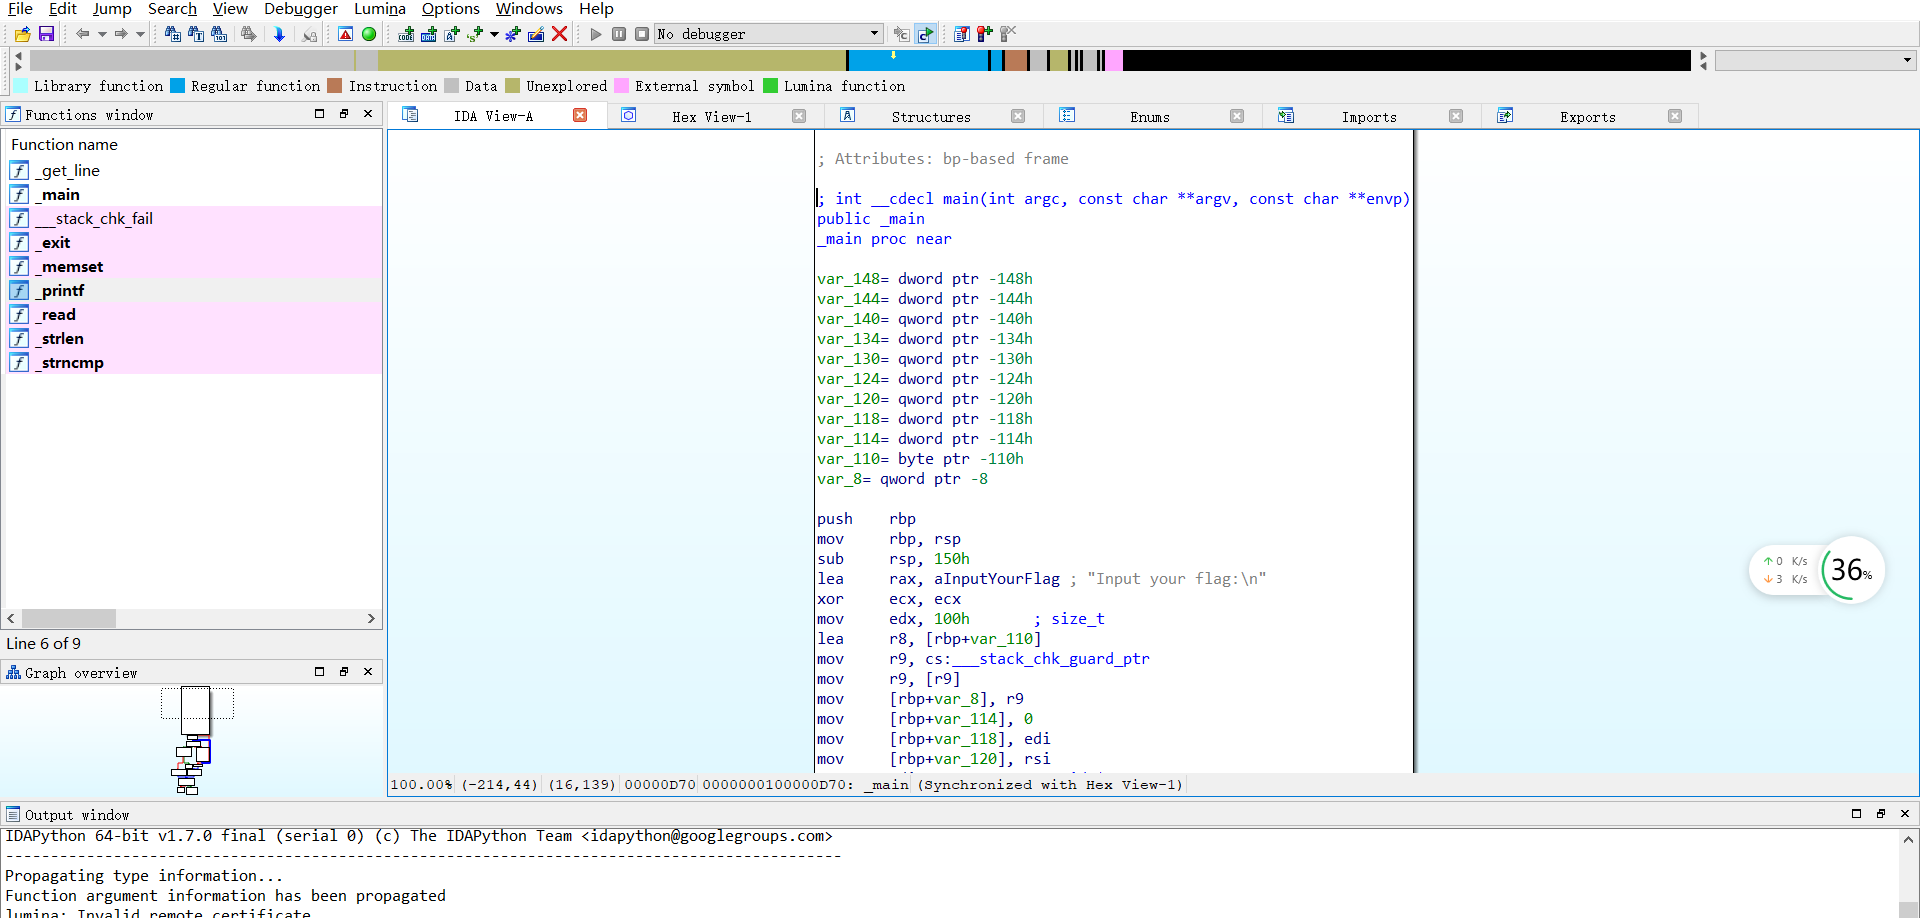 File Edit Jump Search View Debugger Lumina Options Windows Help
No debugger
Library function Regular function Instruction Data Unexplored External symbol Lumina function
Functions window
Function name
_get_line
_main
___stack_chk_fail
_exit
_memset
_printf
_read
_strlen
_strncmp
Line 6 of 9
Graph overview
IDA View-A Hex View-1 Structures Enums Imports Exports
; Attributes: bp-based frame
; int __cdecl main(int argc, const char **argv, const char **envp)
public _main
_main proc near
var_148= dword ptr -148h
var_144= dword ptr -144h
var_140= qword ptr -140h
var_134= dword ptr -134h
var_130= qword ptr -130h
var_124= dword ptr -124h
var_120= qword ptr -120h
var_118= dword ptr -118h
var_114= dword ptr -114h
var_110= byte ptr -110h
var_8= qword ptr -8
push rbp
mov rbp, rsp
sub rsp, 150h
lea rax, aInputYourFlag ; "Input your flag:\n"
xor ecx, ecx
mov edx, 100h ; size_t
lea r8, [rbp+var_110]
mov r9, cs:___stack_chk_guard_ptr
mov r9, [r9]
mov [rbp+var_8], r9
mov [rbp+var_114], 0
mov [rbp+var_118], edi
mov [rbp+var_120], rsi
100.00% (-214,44) (16,139) 00000D70 0000000100000D70: _main (Synchronized with Hex View-1)
0 K/s
3 K/s
36%
Output window
IDAPython 64-bit v1.7.0 final (serial 0) (c) The IDAPython Team <idapython@googlegroups.com>
---------------------------------------------------------------------------------------------
Propagating type information...
Function argument information has been propagated
lumina: Invalid remote certificate